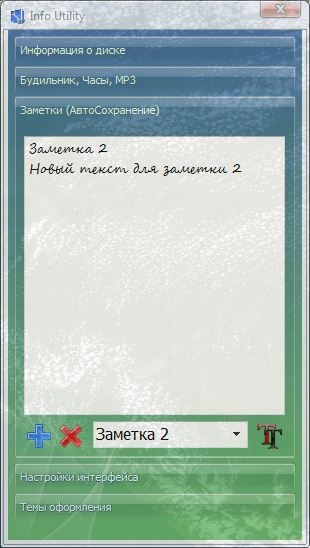 Info Utility
Информация о диске
Будильник, Часы, MP3
Заметки (АвтоСохранение)
Заметка 2
Новый текст для заметки 2
Заметка 2
Настройки интерфейса
Темы оформления